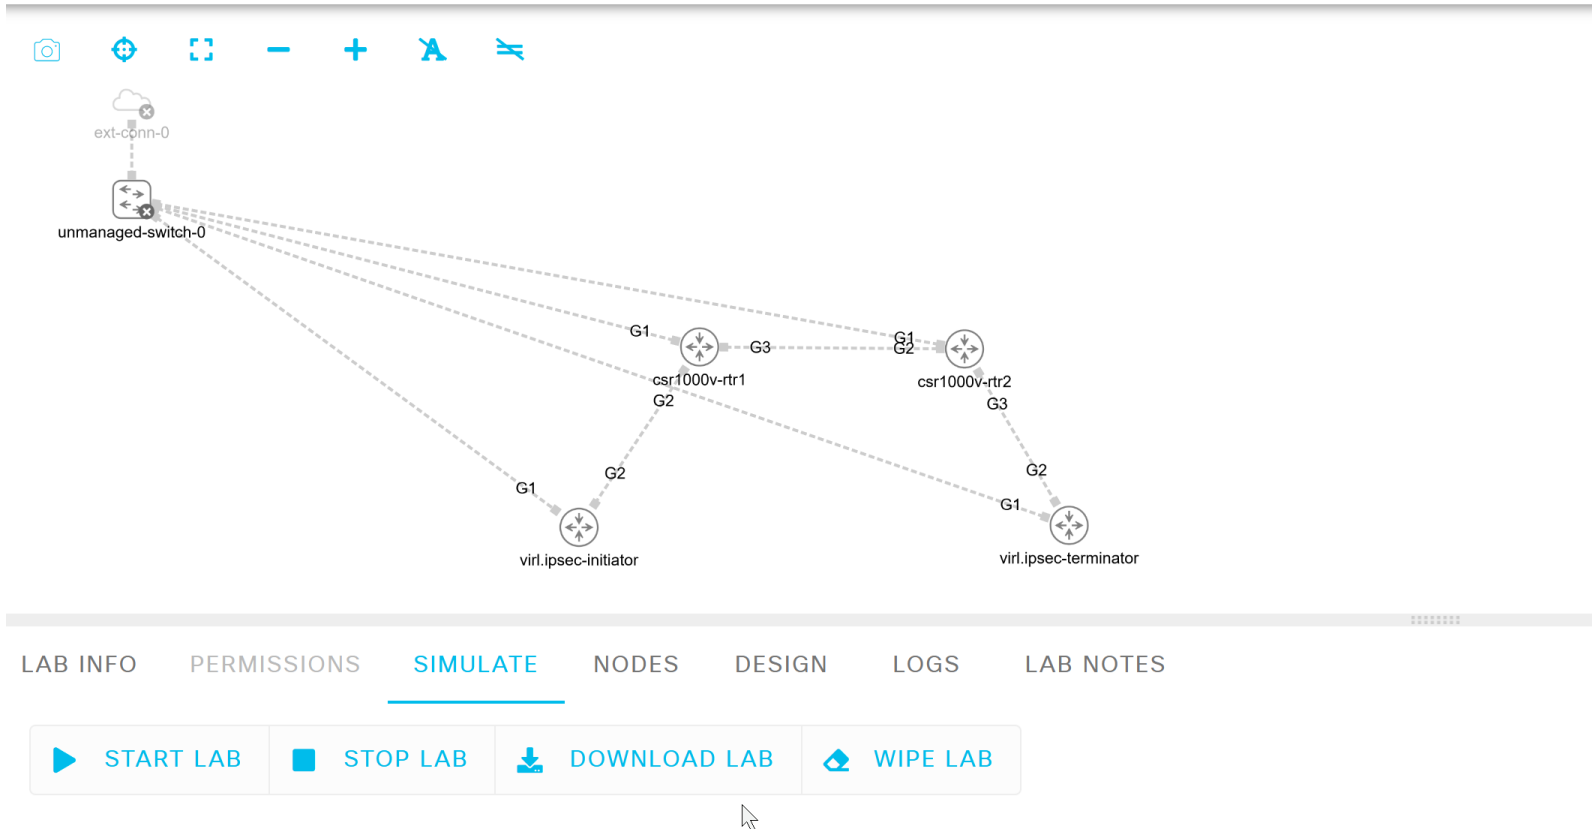 ext-conn-0
unmanaged-switch-0
G1
G3
G1
G2
csr1000v-rtr1
csr1000v-rtr2
G2
G3
G2
G2
G1
G1
virl.ipsec-initiator
virl.ipsec-terminator
LAB INFO PERMISSIONS SIMULATE NODES DESIGN LOGS LAB NOTES
START LAB STOP LAB DOWNLOAD LAB WIPE LAB